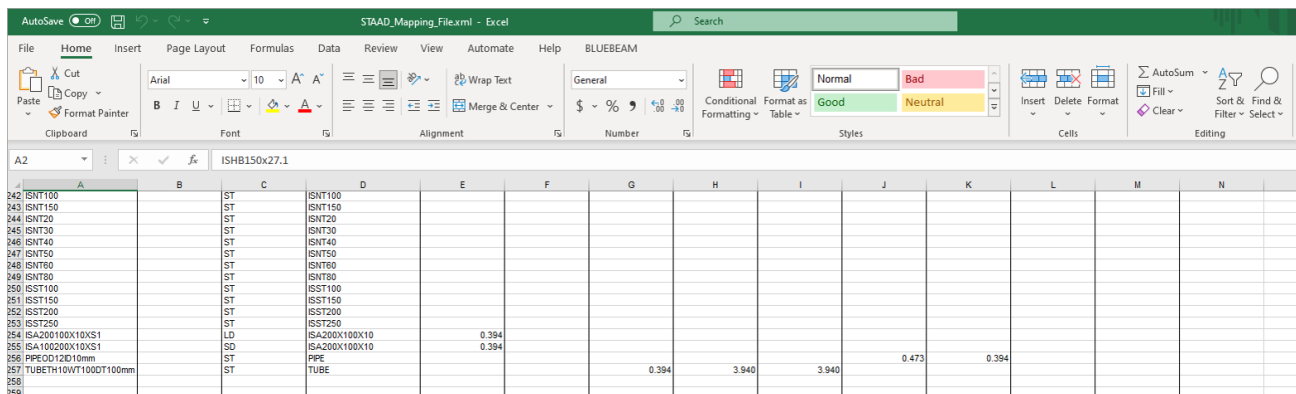 AutoSave Off STAAD_Mapping_File.xml - Excel Search
File Home Insert Page Layout Formulas Data Review View Automate Help BLUEBEAM
Paste Cut Copy Format Painter
Arial 10 A A
B I U A
Wrap Text
Merge & Center
General
$ % 9 .00 .00
Conditional Formatting Format as Table
Normal Bad
Good Neutral
Insert Delete Format
AutoSum
Fill
Clear
Sort & Filter Find & Select
Clipboard Font Alignment Number Styles Cells Editing
A2 fx ISHB150x27.1
A B C D E F G H I J K L M N
242 ISNT100 ST ISNT100
243 ISNT150 ST ISNT150
244 ISNT20 ST ISNT20
245 ISNT30 ST ISNT30
246 ISNT40 ST ISNT40
247 ISNT50 ST ISNT50
248 ISNT60 ST ISNT60
249 ISNT80 ST ISNT80
250 ISST100 ST ISST100
251 ISST150 ST ISST150
252 ISST200 ST ISST200
253 ISST250 ST ISST250
254 ISA200100X10XS1 LD ISA200X100X10 0.394
255 ISA100200X10XS1 SD ISA200X100X10 0.394
256 PIPEOD12ID10mm ST PIPE 0.473 0.394
257 TUBETH10WT100DT100mm ST TUBE 0.394 3.940 3.940
258
259